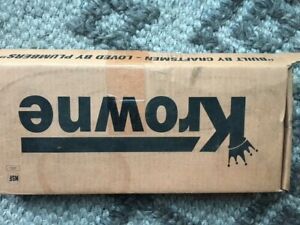 "BUILT BY CRAFTSMEN - LOVED BY PLUMBERS"
Krowne
NSF